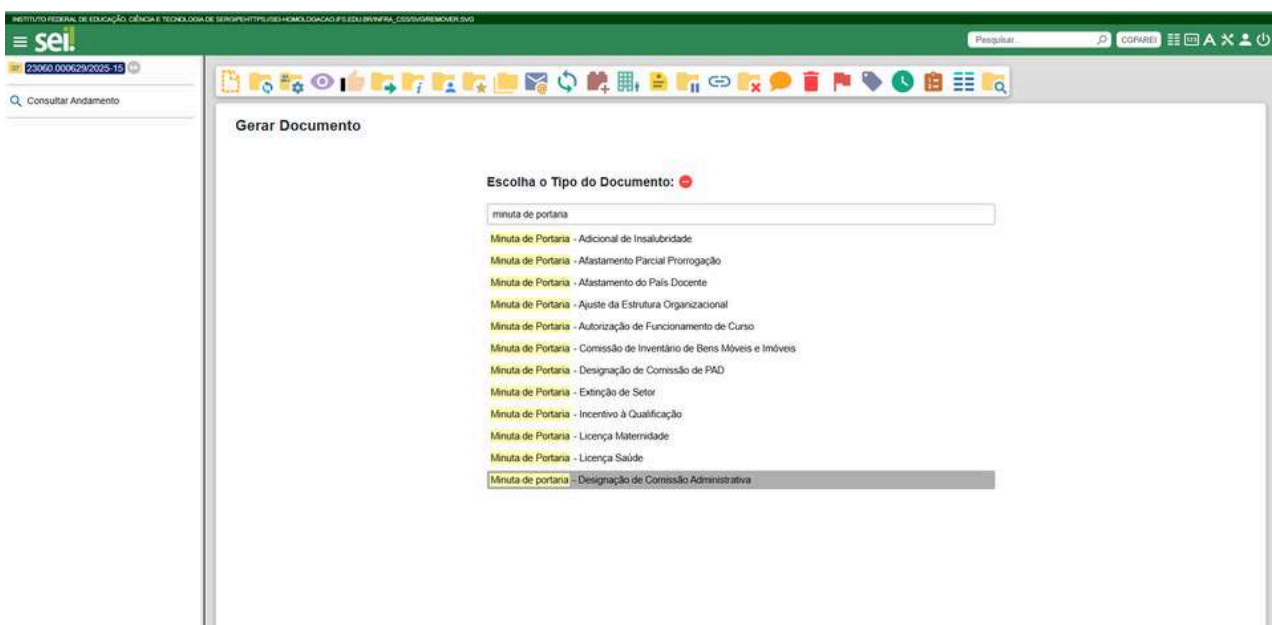 INSTITUTO FEDERAL DE EDUCAÇÃO, CIÊNCIA E TECNOLOGIA DE SERGIPEHTTPS://SEI-HOMOLOGACAO.IFS.EDU.BR/INFRA_CSS/SVG/REMOVER.SVG
sei!
Pesquisar...
COPAREI
23060.000629/2025-15
Consultar Andamento
Gerar Documento
Escolha o Tipo do Documento:
minuta de portaria
Minuta de Portaria - Adicional de Insalubridade
Minuta de Portaria - Afastamento Parcial Prorrogação
Minuta de Portaria - Afastamento do País Docente
Minuta de Portaria - Ajuste da Estrutura Organizacional
Minuta de Portaria - Autorização de Funcionamento de Curso
Minuta de Portaria - Comissão de Inventário de Bens Móveis e Imóveis
Minuta de Portaria - Designação de Comissão de PAD
Minuta de Portaria - Extinção de Setor
Minuta de Portaria - Incentivo à Qualificação
Minuta de Portaria - Licença Maternidade
Minuta de Portaria - Licença Saúde
Minuta de portaria - Designação de Comissão Administrativa